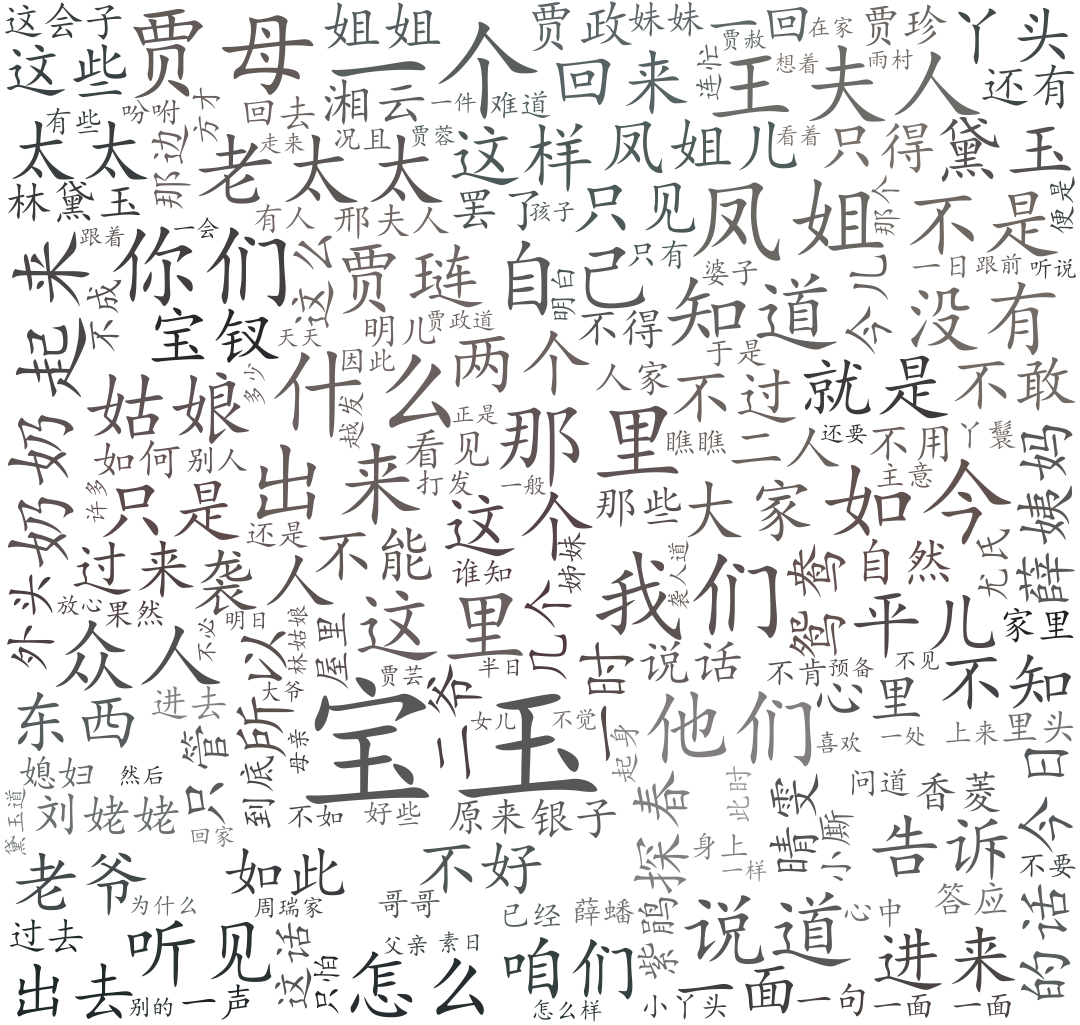 这会子
贾母
姐姐
贾政
妹妹
一回
在家
贾珍
丫头
这些
一个
回来
贾赦
连忙
想着
雨村
王夫人
还有
有些
吩咐
方才
回去
湘云
一件
难道
太太
那边
走来
况且
贾蓉
这样
凤姐儿
看着
只得
黛玉
老太太
林黛玉
有人
邢夫人
罢了
孩子
只见
凤姐
那个
不是
便是
起来
跟着
一会
你们
这么
贾琏
自己
只有
婆子
今儿
一日
跟前
听说
不成
明白
宝钗
天天
明儿
贾政道
不得
知道
没有
因此
两个
于是
姑娘
多少
什么
人家
不过
就是
不敢
越发
正是
那里
奶奶
如何
别人
看见
瞧瞧
二人
还要
不用
丫鬟
薛姨妈
许多
只是
出来
打发
一般
那些
大家
主意
如今
还是
不能
这个
过来
袭人
谁知
姊妹
我们
袭人道
鸳鸯
自然
尤氏
外头
放心
果然
众人
不必
明日
所以
林姑娘
屋里
这里
几个
一时
说话
平儿
家里
大爷
贾芸
半日
不肯
预备
不见
心里
不知
东西
进去
只管
到底
母亲
宝玉
二爷
女儿
不觉
起身
他们
喜欢
一处
上来
里头
媳妇
然后
今日
黛玉道
刘姥姥
回家
不如
好些
原来
银子
探春
此时
晴雯
小厮
问道
香菱
告诉
不要
老爷
如此
不好
身上
一样
为什么
周瑞家
哥哥
已经
薛蟠
紫鹃
说道
心中
答应
的话
过去
听见
这话
只怕
父亲
素日
怎么
咱们
进来
出去
别的
一声
怎么样
小丫头
一面
一句
一面
一面